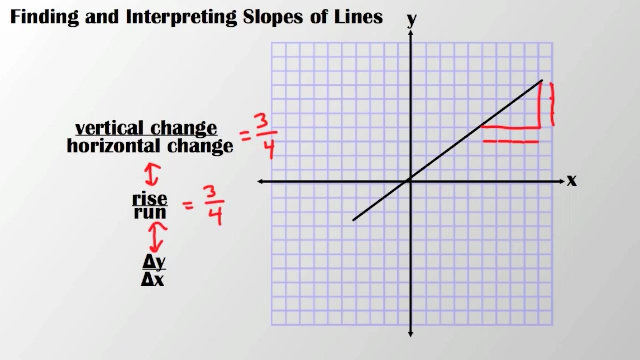 Finding and Interpreting Slopes of Lines
y
vertical change
horizontal change
= 3/4
x
rise
run
= 3/4
Δy
Δx